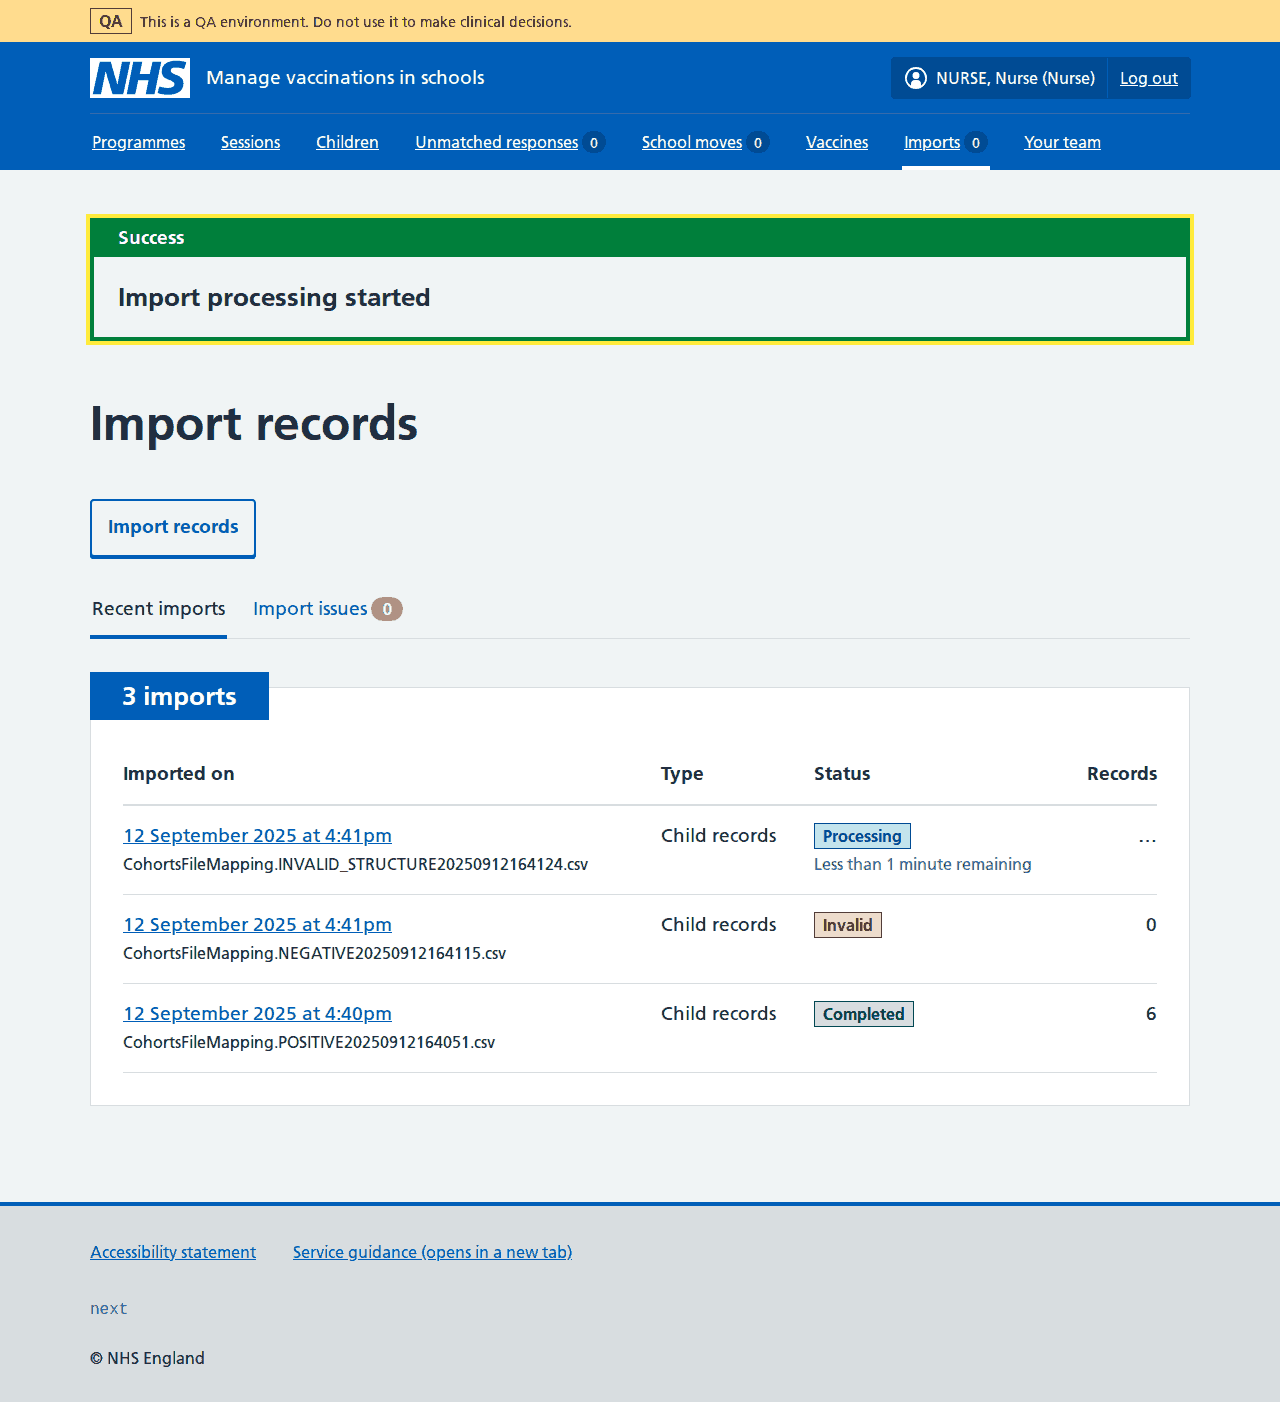 QA This is a QA environment. Do not use it to make clinical decisions.
NHS Manage vaccinations in schools NURSE, Nurse (Nurse) Log out
Programmes Sessions Children Unmatched responses 0 School moves 0 Vaccines Imports 0 Your team
Success
Import processing started
Import records
Import records
Recent imports Import issues 0
3 imports
Imported on Type Status Records
12 September 2025 at 4:41pm Child records Processing ...
CohortsFileMapping.INVALID_STRUCTURE20250912164124.csv Less than 1 minute remaining
12 September 2025 at 4:41pm Child records Invalid 0
CohortsFileMapping.NEGATIVE20250912164115.csv
12 September 2025 at 4:40pm Child records Completed 6
CohortsFileMapping.POSITIVE20250912164051.csv
Accessibility statement Service guidance (opens in a new tab)
next
© NHS England